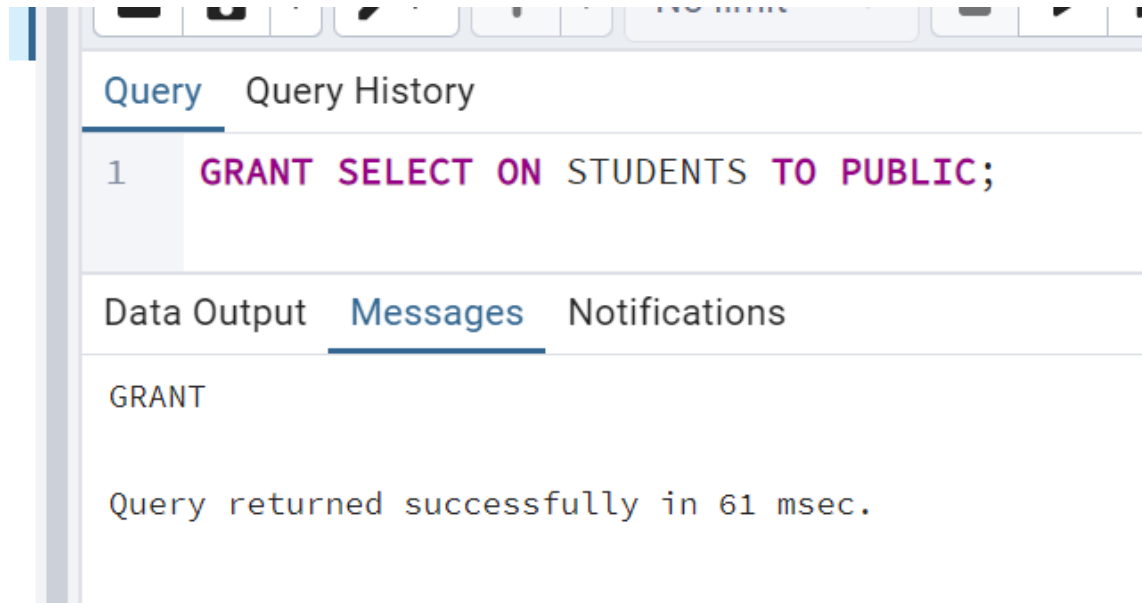 Query Query History
1 GRANT SELECT ON STUDENTS TO PUBLIC;
Data Output Messages Notifications
GRANT
Query returned successfully in 61 msec.